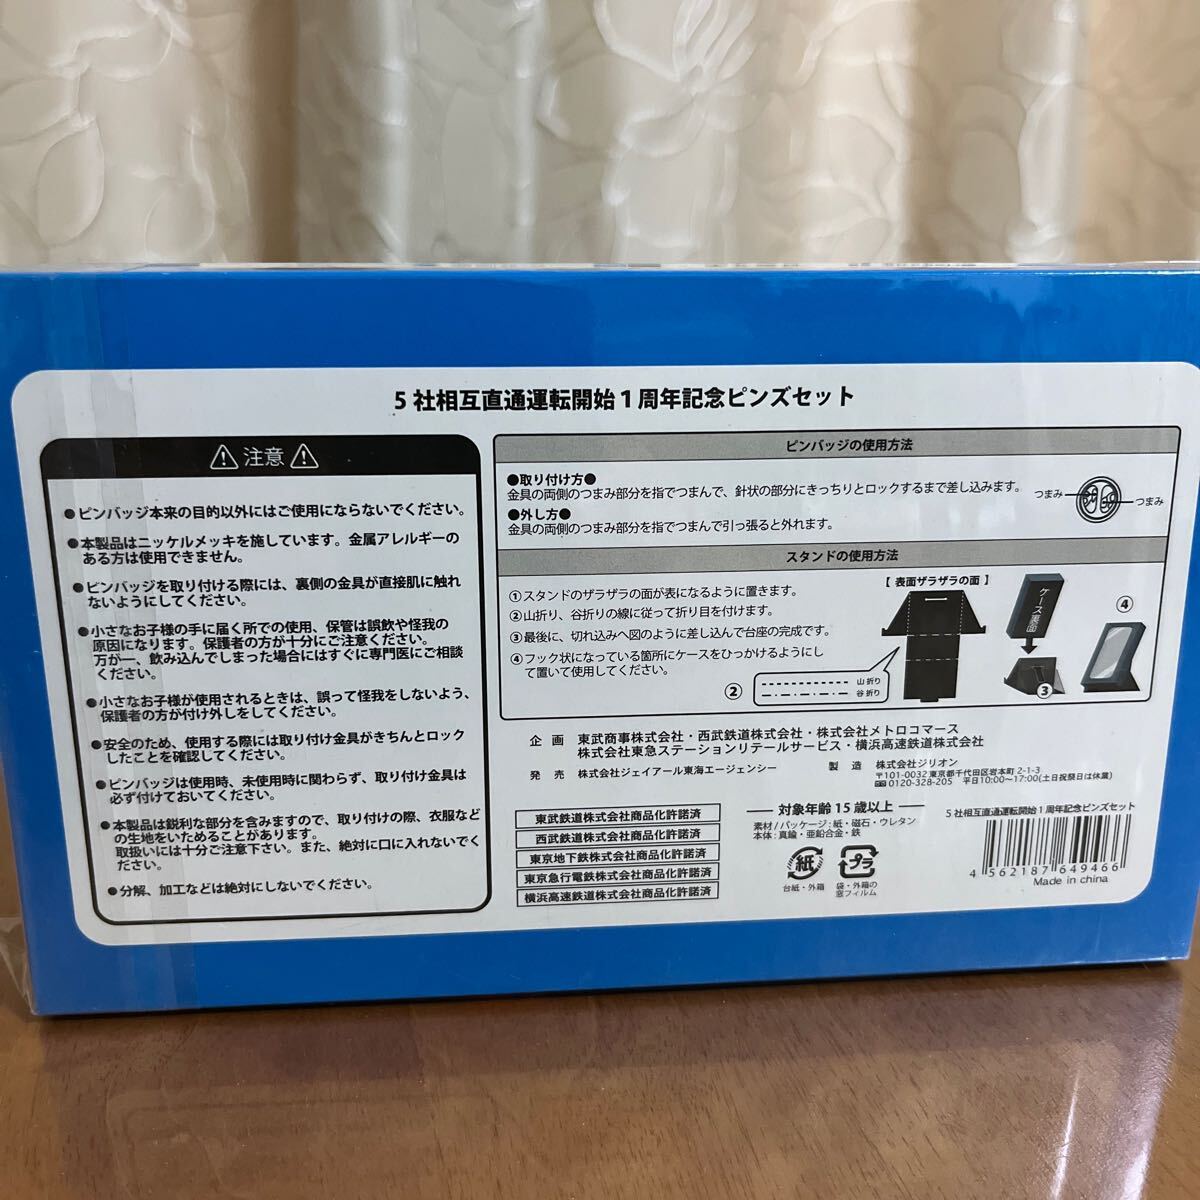 5社相互直通運転開始1周年記念ピンズセット
注意
●ピンバッジ本来の目的以外にはご使用にならないでください。
●本製品はニッケルメッキを施しています。金属アレルギーの
ある方は使用できません。
●ピンバッジを取り付ける際には、裏側の金具が直接肌に触れ
ないようにしてください。
●小さなお子様の手に届く所での使用、保管は誤飲や怪我の
原因になります。保護者の方が十分にご注意ください。
万が一、飲み込んでしまった場合にはすぐに専門医にご相談
ください。
●小さなお子様が使用されるときは、誤って怪我をしないよう、
保護者の方が付け外しをしてください。
●安全のため、使用する際には取り付け金具がきちんとロック
したことを確認してください。
●ピンバッジは使用時、未使用時に関わらず、取り付け金具は
必ず付けておいてください。
●本製品は鋭利な部分を含みますので、取り付けの際、衣服など
の生地をいためることがあります。
取扱いには十分ご注意下さい。また、絶対に口に入れないでく
ださい。
●分解、加工などは絶対にしないでください。
ピンバッジの使用方法
●取り付け方●
金具の両側のつまみ部分を指でつまんで、針状の部分にきっちりとロックするまで差し込みます。
●外し方●
金具の両側のつまみ部分を指でつまんで引っ張ると外れます。
つまみ
つまみ
スタンドの使用方法
①スタンドのザラザラの面が表になるように置きます。
②山折り、谷折りの線に従って折り目を付けます。
③最後に、切れ込みへ図のように差し込んで台座の完成です。
④フック状になっている箇所にケースをひっかけるようにし
て置いて使用してください。
【 表面ザラザラの面 】
②
山折り
谷折り
ケース裏面
③
④
企画 東武商事株式会社・西武鉄道株式会社・株式会社メトロコマース
株式会社東急ステーションリテールサービス・横浜高速鉄道株式会社
発売 株式会社ジェイアール東海エージェンシー
製造 株式会社ジリオン
〒101-0032 東京都千代田区岩本町2-1-3
0120-328-205 平日10:00〜17:00(土日祝祭日は休業)
東武鉄道株式会社商品化許諾済
西武鉄道株式会社商品化許諾済
東京地下鉄株式会社商品化許諾済
東京急行電鉄株式会社商品化許諾済
横浜高速鉄道株式会社商品化許諾済
対象年齢15歳以上
素材/パッケージ:紙・磁石・ウレタン
本体:真鍮・亜鉛合金・鉄
紙
台紙・外箱
プラ
袋・外箱の
窓フィルム
5社相互直通運転開始1周年記念ピンズセット
4 562187 649466
Made in china